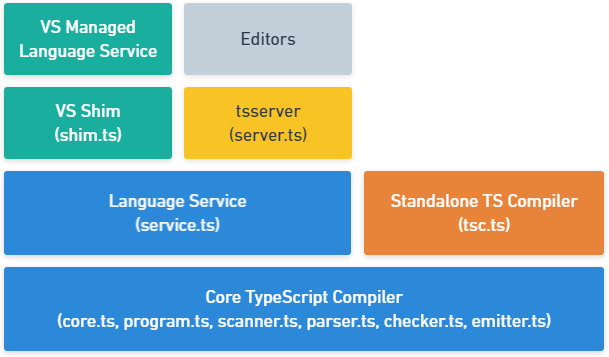 VS Managed
Language Service
Editors
VS Shim
(shim.ts)
tsserver
(server.ts)
Language Service
(service.ts)
Standalone TS Compiler
(tsc.ts)
Core TypeScript Compiler
(core.ts, program.ts, scanner.ts, parser.ts, checker.ts, emitter.ts)